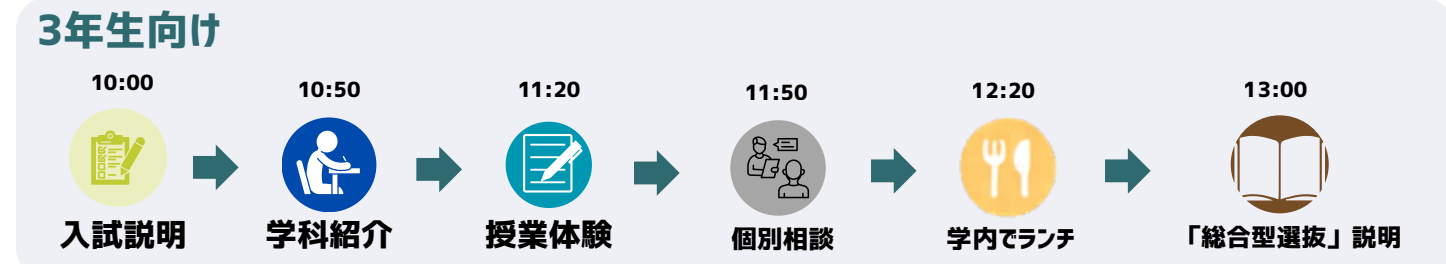 3年生向け
10:00
入試説明
10:50
学科紹介
11:20
授業体験
11:50
個別相談
12:20
学内でランチ
13:00
「総合型選抜」説明